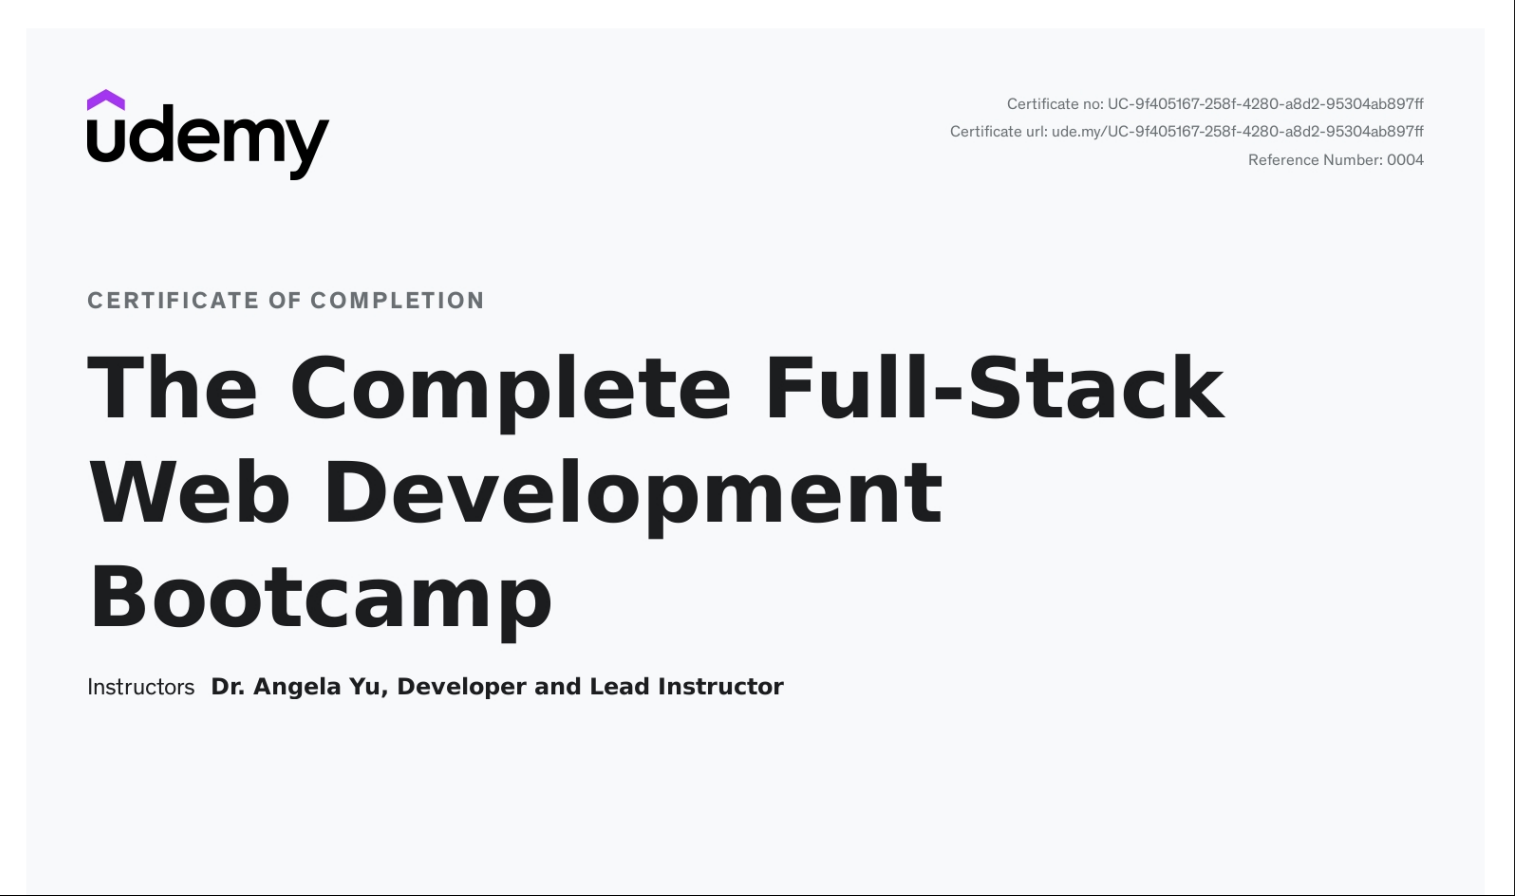 udemy
Certificate no: UC-9f405167-258f-4280-a8d2-95304ab897ff
Certificate url: ude.my/UC-9f405167-258f-4280-a8d2-95304ab897ff
Reference Number: 0004
CERTIFICATE OF COMPLETION
The Complete Full-Stack
Web Development
Bootcamp
Instructors Dr. Angela Yu, Developer and Lead Instructor